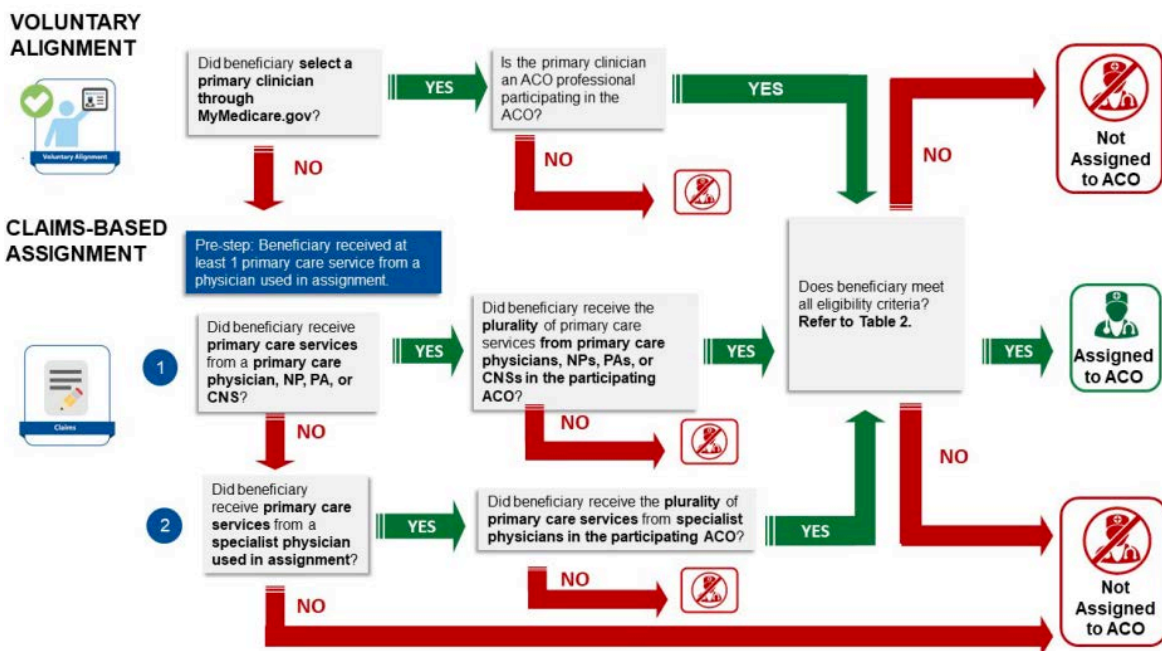 VOLUNTARY
ALIGNMENT
Voluntary Alignment
Did beneficiary select a
primary clinician
through
MyMedicare.gov?
YES
Is the primary clinician
an ACO professional
participating in the
ACO?
YES
NO
NO
NO
Not
Assigned
to ACO
CLAIMS-BASED
ASSIGNMENT
Pre-step: Beneficiary received at
least 1 primary care service from a
physician used in assignment.
Claims
1
Did beneficiary receive
primary care services
from a primary care
physician, NP, PA, or
CNS?
YES
Did beneficiary receive the
plurality of primary care
services from primary care
physicians, NPs, PAs, or
CNSs in the participating
ACO?
YES
Does beneficiary meet
all eligibility criteria?
Refer to Table 2.
YES
Assigned
to ACO
NO
NO
NO
2
Did beneficiary
receive primary care
services from a
specialist physician
used in assignment?
YES
Did beneficiary receive the plurality of
primary care services from specialist
physicians in the participating ACO?
YES
NO
NO
Not
Assigned
to ACO